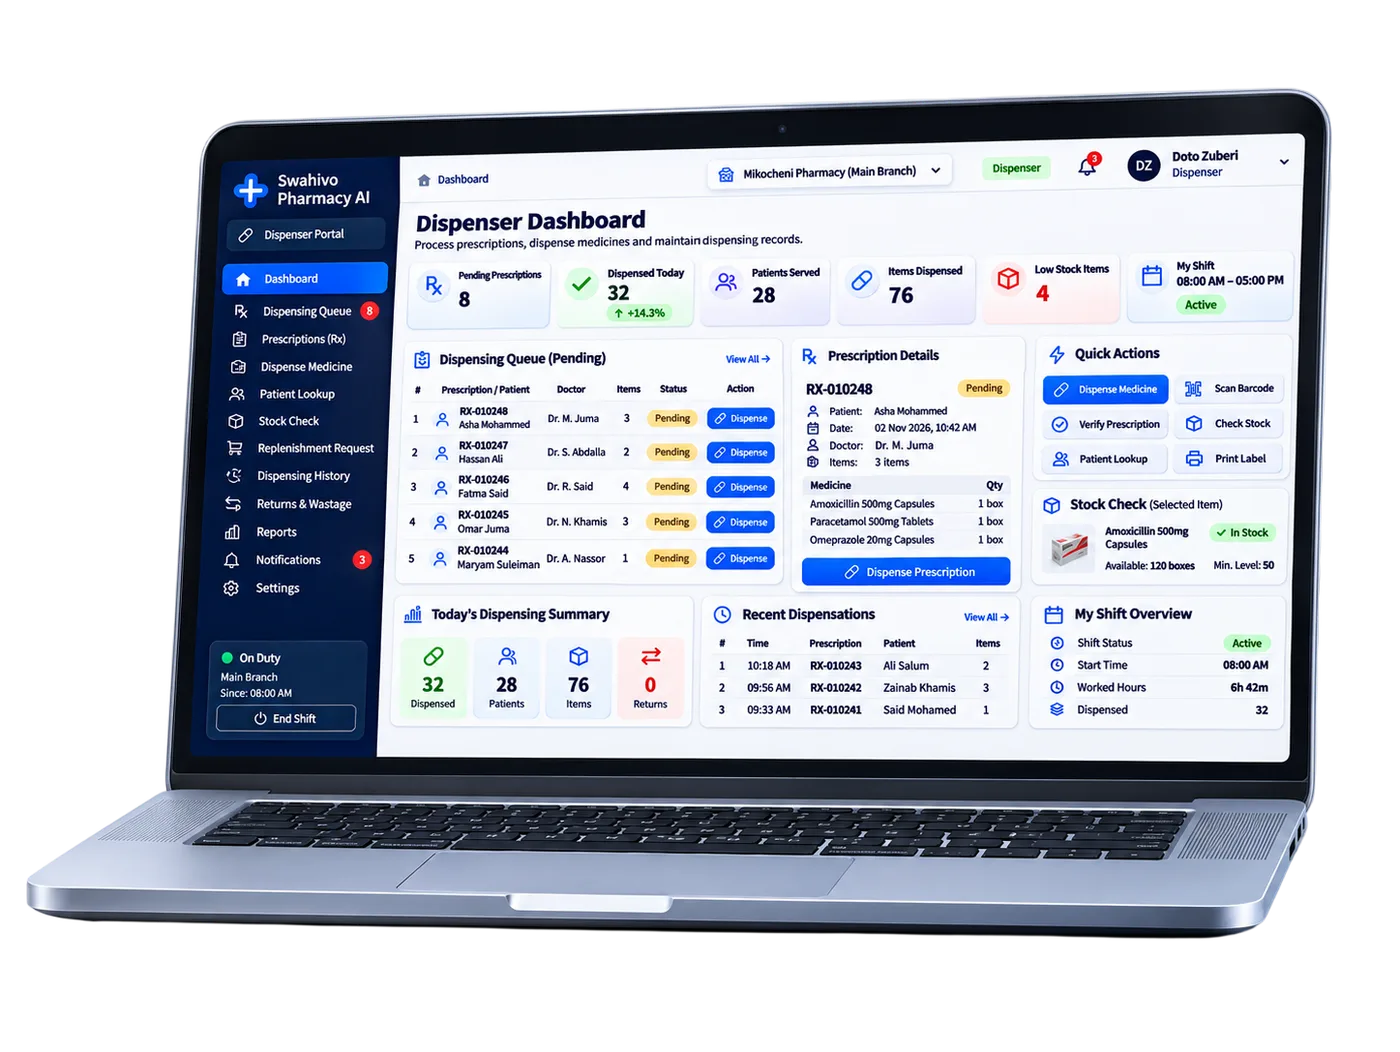 Swahivo
Pharmacy AI
Dispenser Portal
Dashboard
Dispensing Queue 8
Prescriptions (Rx)
Dispense Medicine
Patient Lookup
Stock Check
Replenishment Request
Dispensing History
Returns & Wastage
Reports
Notifications 3
Settings
On Duty
Main Branch
Since: 08:00 AM
End Shift
Dashboard
Mikocheni Pharmacy (Main Branch)
Dispenser
3
DZ
Doto Zuberi
Dispenser
Dispenser Dashboard
Process prescriptions, dispense medicines and maintain dispensing records.
Rx
Pending Prescriptions
8
Dispensed Today
32
↑ +14.3%
Patients Served
28
Items Dispensed
76
Low Stock Items
4
My Shift
08:00 AM – 05:00 PM
Active
Dispensing Queue (Pending)
View All →
# Prescription / Patient Doctor Items Status Action
1 RX-010248 Asha Mohammed Dr. M. Juma 3 Pending Dispense
2 RX-010247 Hassan Ali Dr. S. Abdalla 2 Pending Dispense
3 RX-010246 Fatma Said Dr. R. Said 4 Pending Dispense
4 RX-010245 Omar Juma Dr. N. Khamis 3 Pending Dispense
5 RX-010244 Maryam Suleiman Dr. A. Nassor 1 Pending Dispense
Rx Prescription Details
RX-010248 Pending
Patient: Asha Mohammed
Date: 02 Nov 2026, 10:42 AM
Doctor: Dr. M. Juma
Items: 3 items
Medicine Qty
Amoxicillin 500mg Capsules 1 box
Paracetamol 500mg Tablets 1 box
Omeprazole 20mg Capsules 1 box
Dispense Prescription
Quick Actions
Dispense Medicine Scan Barcode
Verify Prescription Check Stock
Patient Lookup Print Label
Stock Check (Selected Item)
Amoxicillin 500mg
Capsules
In Stock
Available: 120 boxes Min. Level: 50
Today's Dispensing Summary
32
Dispensed
28
Patients
76
Items
0
Returns
Recent Dispensations
View All →
# Time Prescription Patient Items
1 10:18 AM RX-010243 Ali Salum 2
2 09:56 AM RX-010242 Zainab Khamis 3
3 09:33 AM RX-010241 Said Mohamed 1
My Shift Overview
Shift Status Active
Start Time 08:00 AM
Worked Hours 6h 42m
Dispensed 32